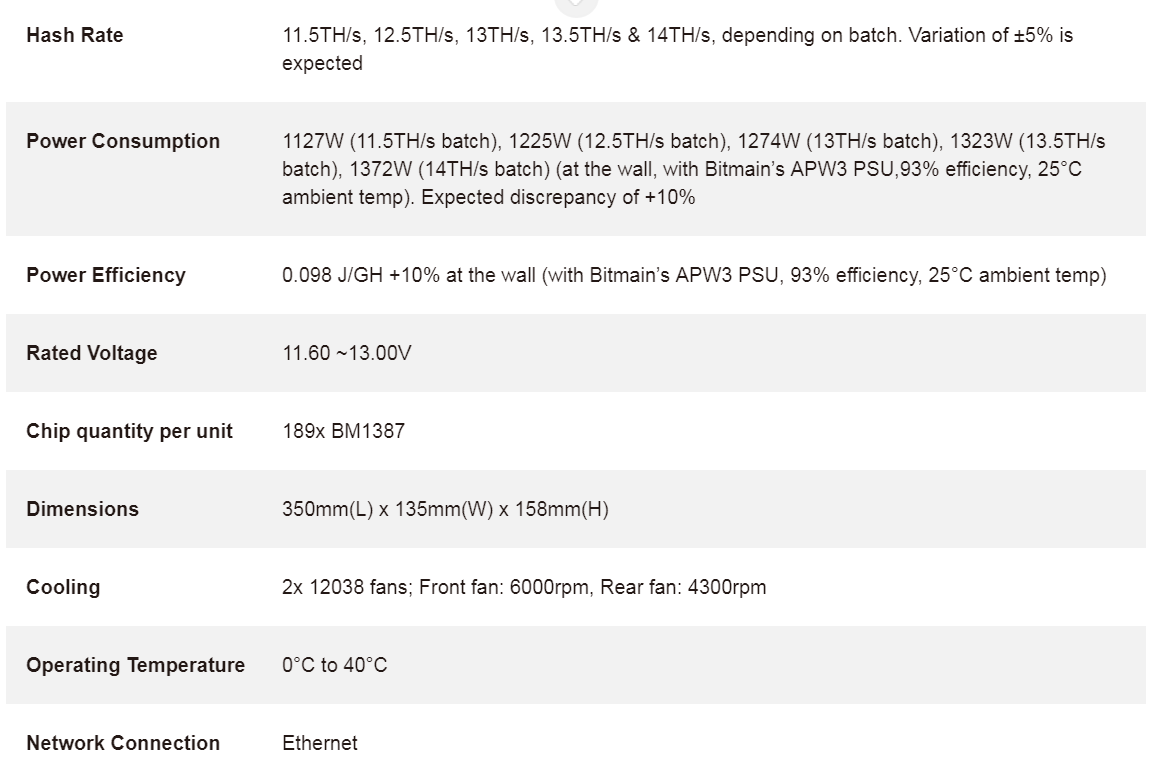 Hash Rate
11.5TH/s, 12.5TH/s, 13TH/s, 13.5TH/s & 14TH/s, depending on batch. Variation of ±5% is
expected
Power Consumption
1127W (11.5TH/s batch), 1225W (12.5TH/s batch), 1274W (13TH/s batch), 1323W (13.5TH/s
batch), 1372W (14TH/s batch) (at the wall, with Bitmain’s APW3 PSU,93% efficiency, 25°C
ambient temp). Expected discrepancy of +10%
Power Efficiency
0.098 J/GH +10% at the wall (with Bitmain’s APW3 PSU, 93% efficiency, 25°C ambient temp)
Rated Voltage
11.60 ~13.00V
Chip quantity per unit
189x BM1387
Dimensions
350mm(L) x 135mm(W) x 158mm(H)
Cooling
2x 12038 fans; Front fan: 6000rpm, Rear fan: 4300rpm
Operating Temperature
0°C to 40°C
Network Connection
Ethernet